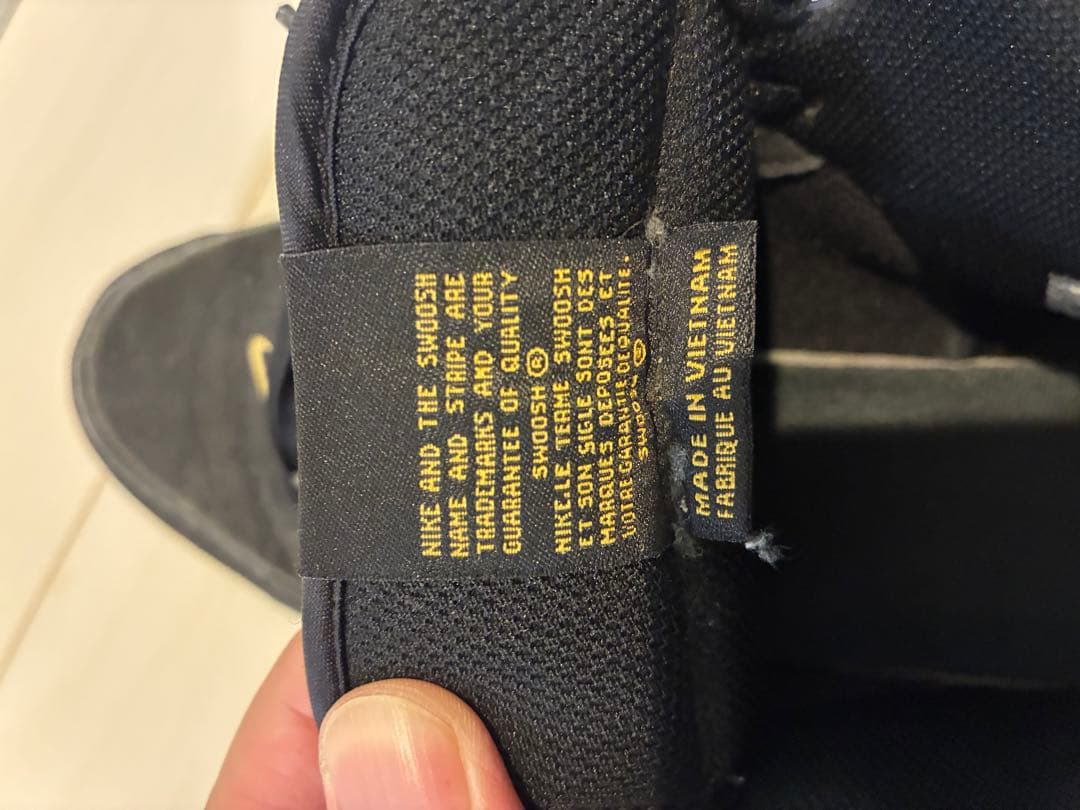 NIKE AND THE SWOOSH
NAME AND STRIPE ARE
TRADEMARKS AND YOUR
GUARANTEE OF QUALITY
SWOOSH ®
NIKE.LE TERME SWOOSH
ET SON SIGLE SONT DES
MARQUES DEPOSEES ET
VOTRE GARANTIE DE QUALITE.
SWOOSH ®
MADE IN VIETNAM
FABRIQUE AU VIETNAM